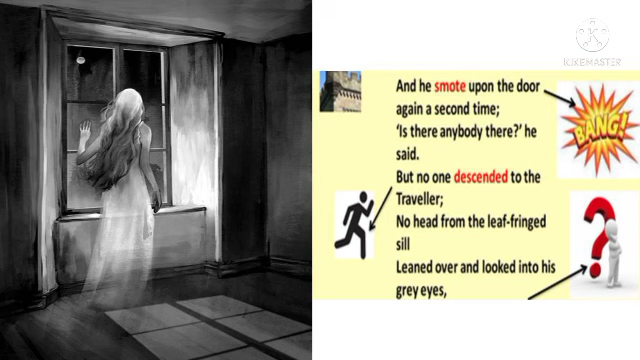 KINEMASTER
And he smote upon the door
again a second time;
‘Is there anybody there?’ he
said.
BANG!
But no one descended to the
Traveller;
No head from the leaf-fringed
sill
Leaned over and looked into his
grey eyes,